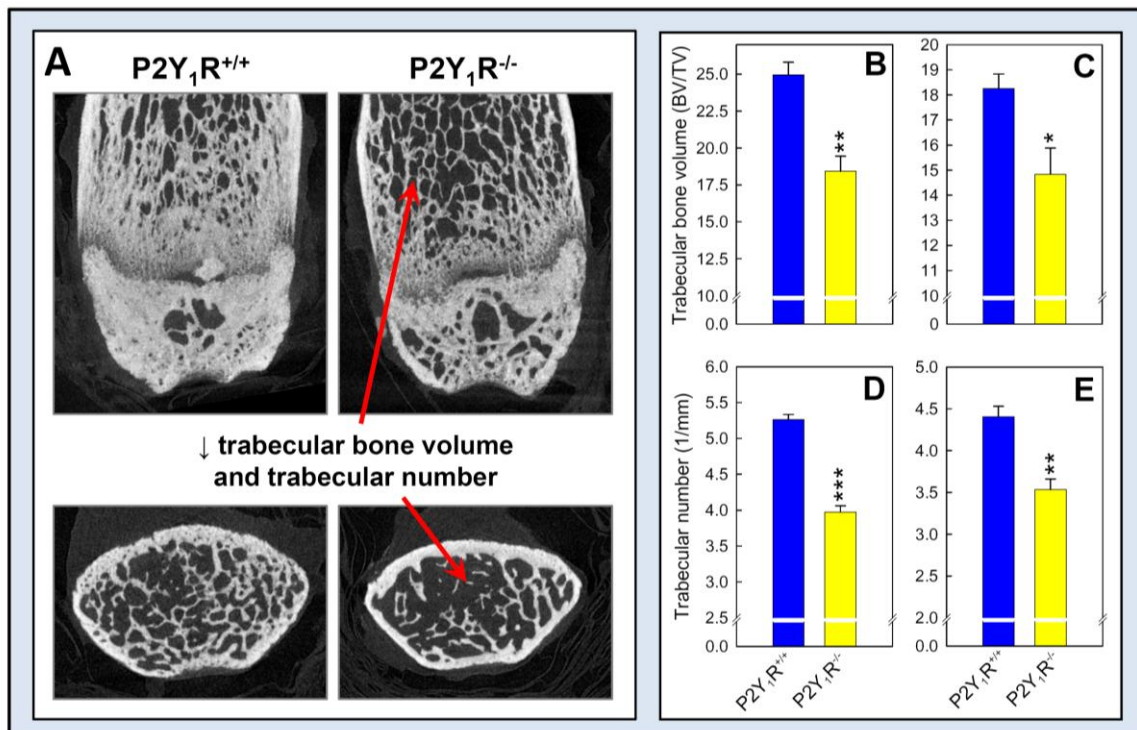 A
P2Y₁R⁺/⁺
P2Y₁R⁻/⁻
↓ trabecular bone volume
and trabecular number
Trabecular bone volume (BV/TV)
25.0
22.5
20.0
17.5
15.0
12.5
10.0
0.0
**
B
20
19
18
17
16
15
14
13
12
11
10
0
*
C
Trabecular number (1/mm)
6.0
5.5
5.0
4.5
4.0
3.5
3.0
2.5
0.0
***
D
P2Y₁R⁺/⁺
P2Y₁R⁻/⁻
5.0
4.5
4.0
3.5
3.0
2.5
2.0
0.0
**
E
P2Y₁R⁺/⁺
P2Y₁R⁻/⁻